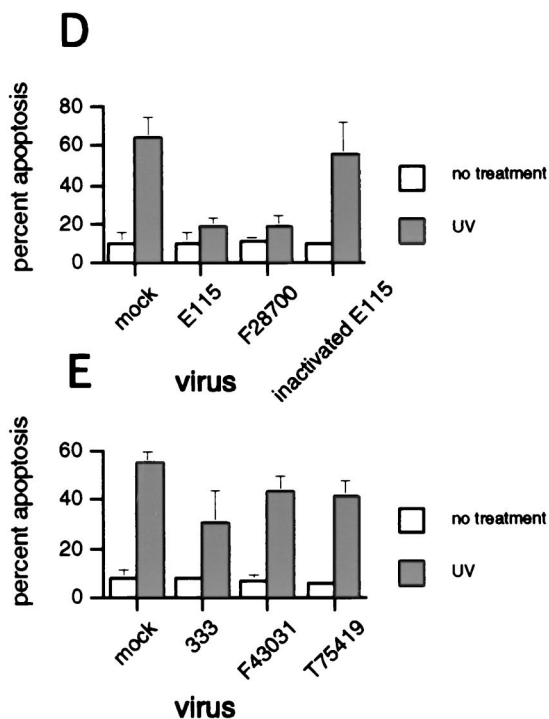 D
percent apoptosis
80
60
40
20
0
no treatment
UV
mock
E115
F28700
inactivated E115
virus
E
percent apoptosis
60
40
20
0
no treatment
UV
mock
333
F43031
T75419
virus